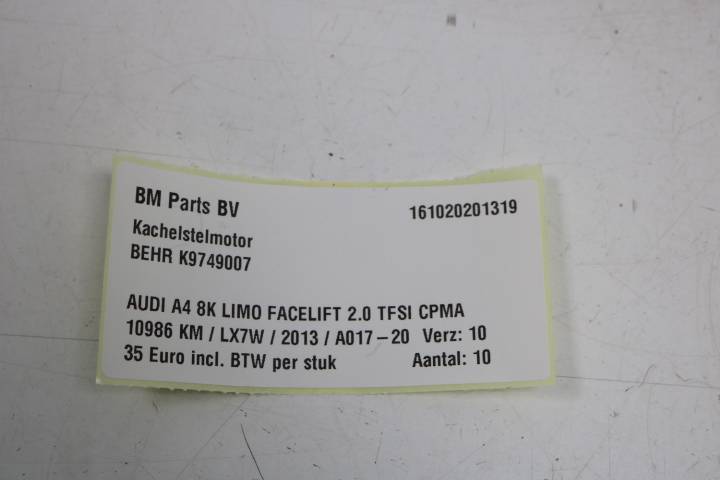 BM Parts BV 161020201319
Kachelstelmotor
BEHR K9749007
AUDI A4 8K LIMO FACELIFT 2.0 TFSI CPMA
10986 KM / LX7W / 2013 / A017-20 Verz: 10
35 Euro incl. BTW per stuk Aantal: 10